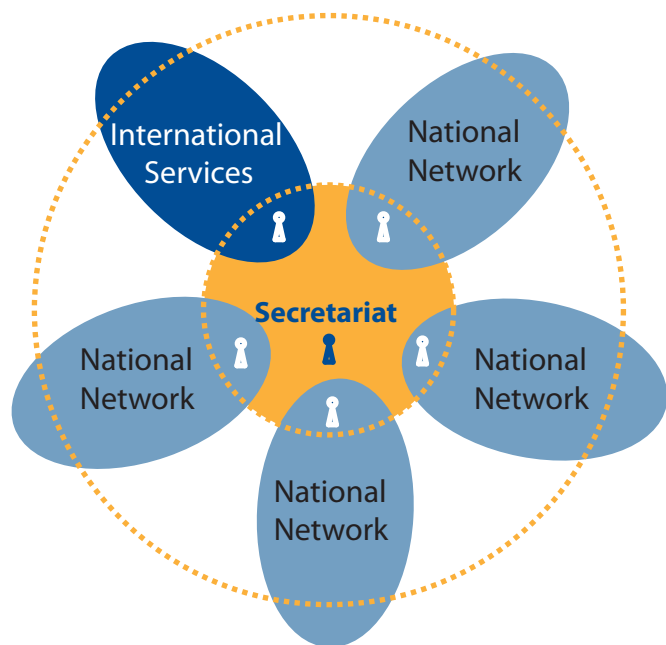 International
Services
National
Network
Secretariat
National
Network
National
Network
National
Network